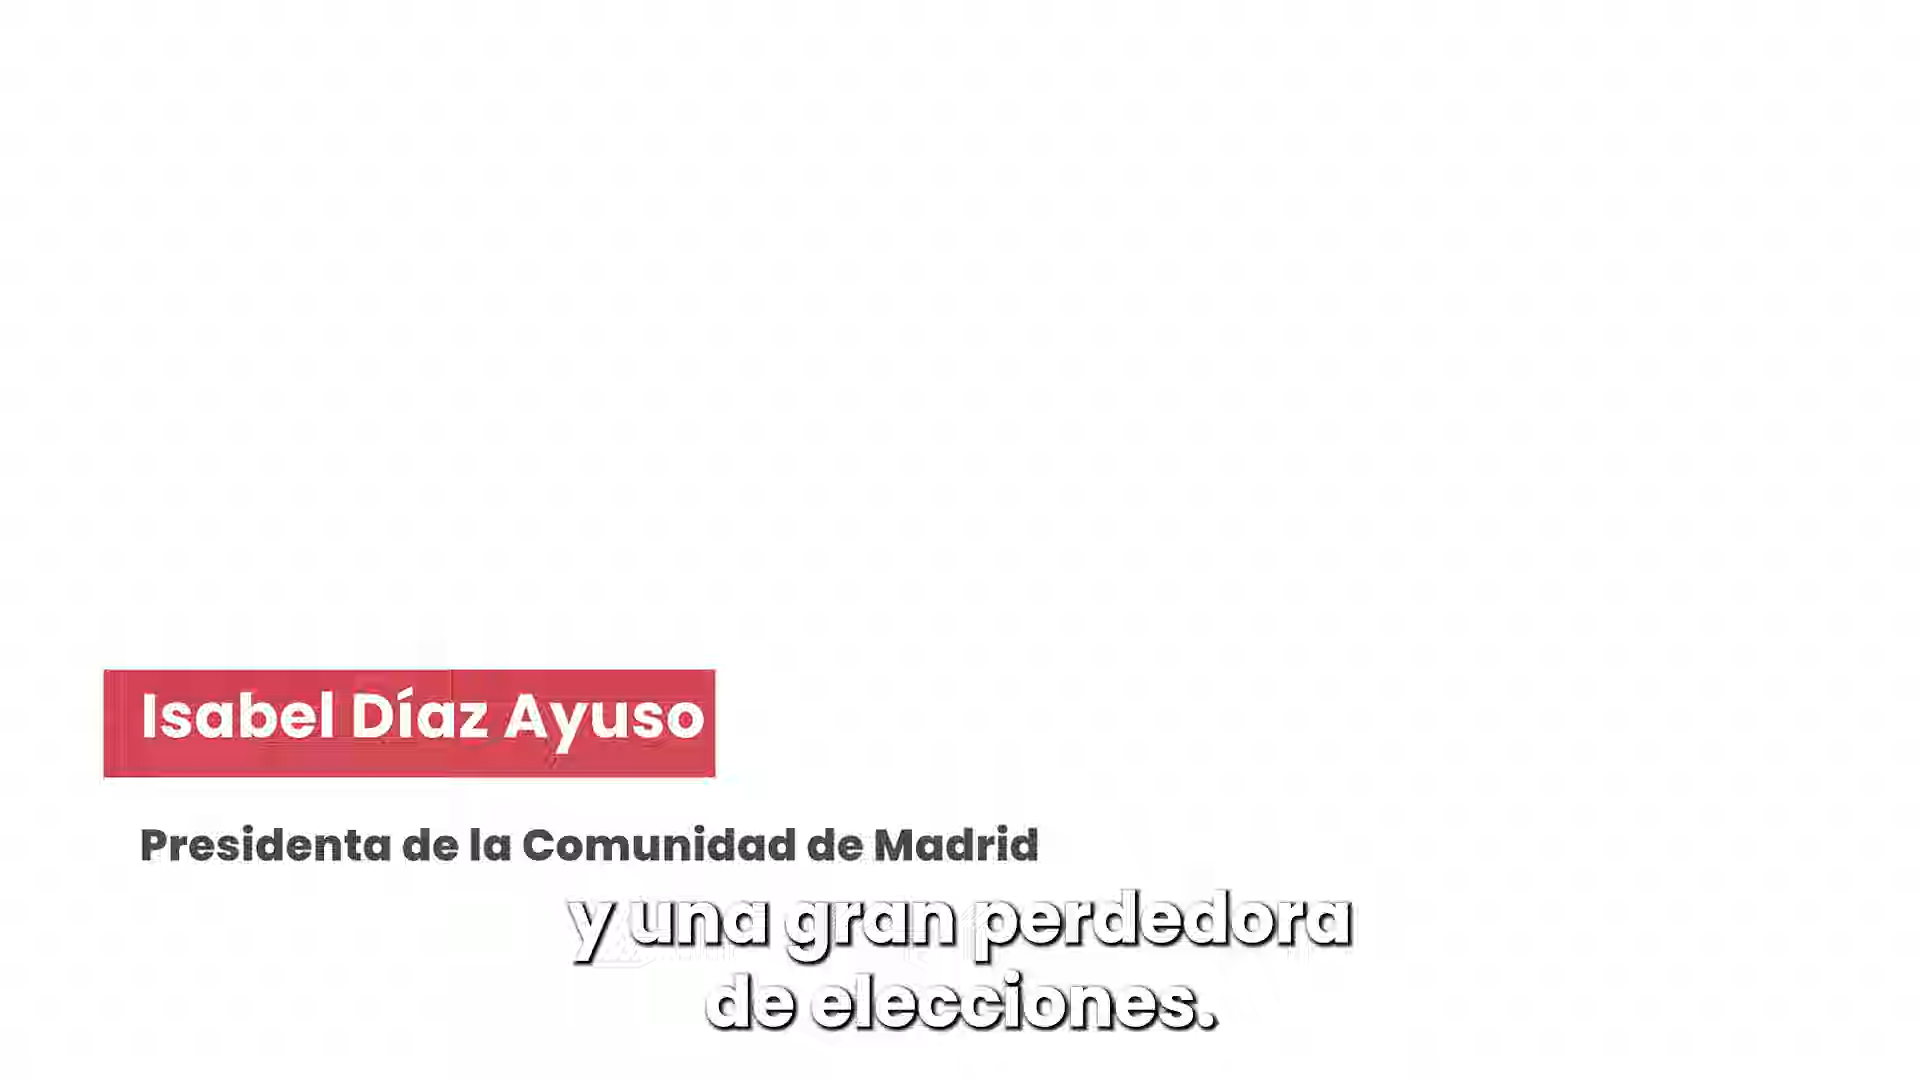 Isabel Díaz Ayuso
Presidenta de la Comunidad de Madrid
y una gran perdedora
de elecciones.